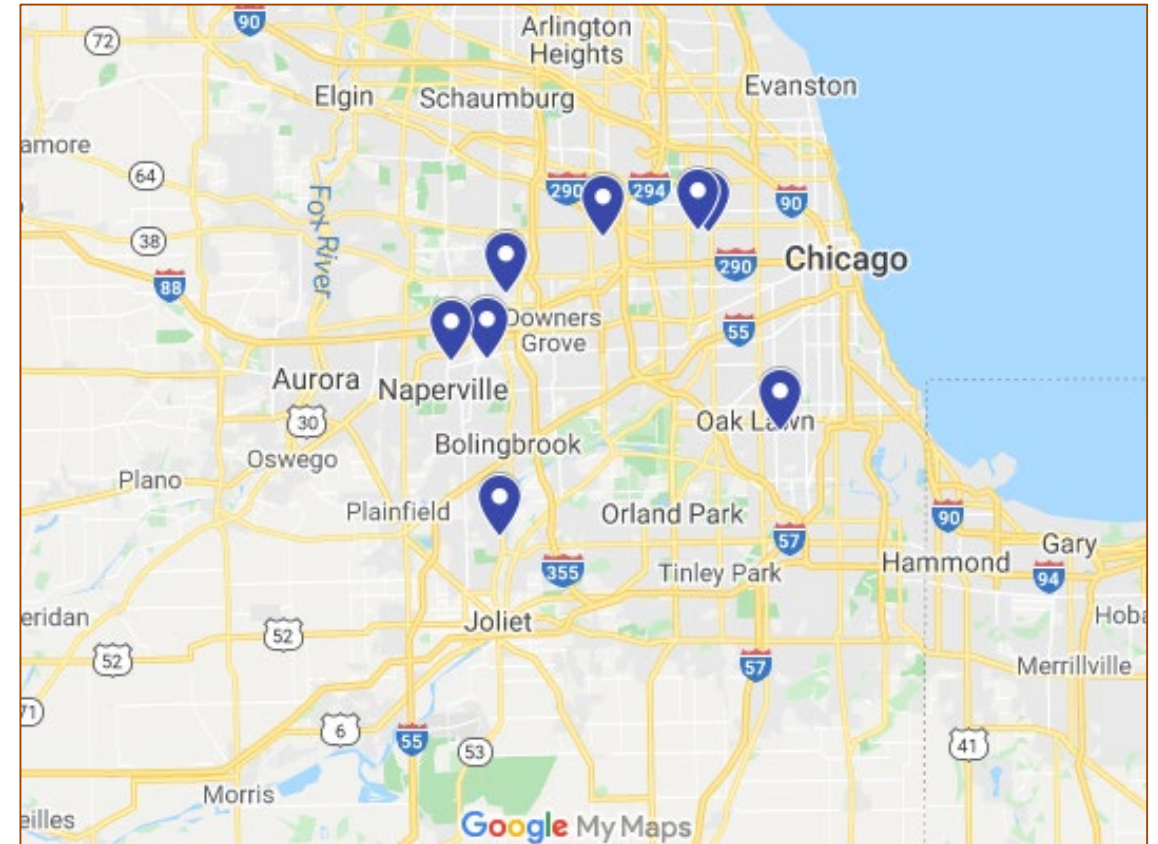 90
Arlington
Heights
72
Evanston
Elgin
Schaumburg
amore
64
290
294
90
Fox River
38
Chicago
290
88
Downers
Grove
55
Aurora
Naperville
30
Oak Lawn
Bolingbrook
Oswego
Plano
Plainfield
Orland Park
90
57
Gary
Hammond
355
Tinley Park
94
eridan
Joliet
Hoba
52
52
57
Merrillville
71
6
55
53
41
Morris
eilles
Google My Maps